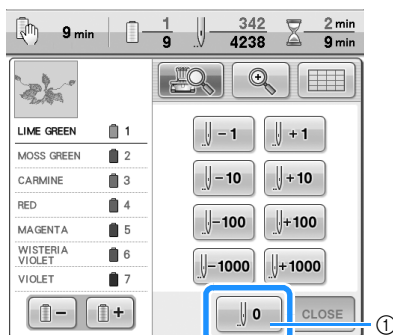 9 min
1
9
342
4238
2 min
9 min
LIME GREEN 1
MOSS GREEN 2
CARMINE 3
RED 4
MAGENTA 5
WISTERIA
VIOLET 6
VIOLET 7
-1 +1
-10 +10
-100 +100
-1000 +1000
- +
0
CLOSE
1